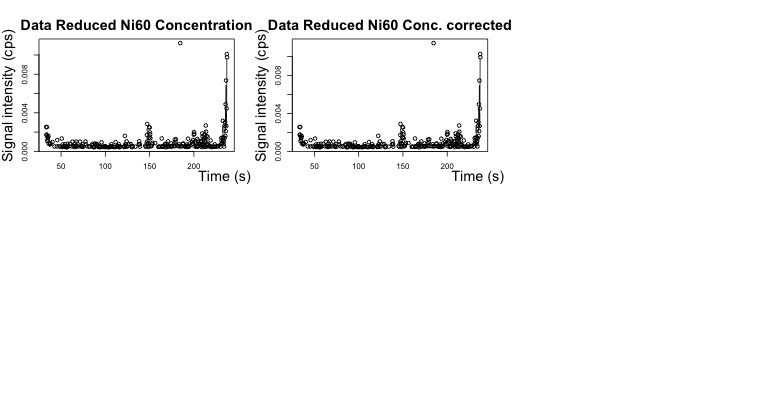 Data Reduced Ni60 Concentration
Signal intensity (cps)
0.000
0.004
0.008
50
100
150
200
Time (s)
Data Reduced Ni60 Conc. corrected
Signal intensity (cps)
0.000
0.004
0.008
50
100
150
200
Time (s)